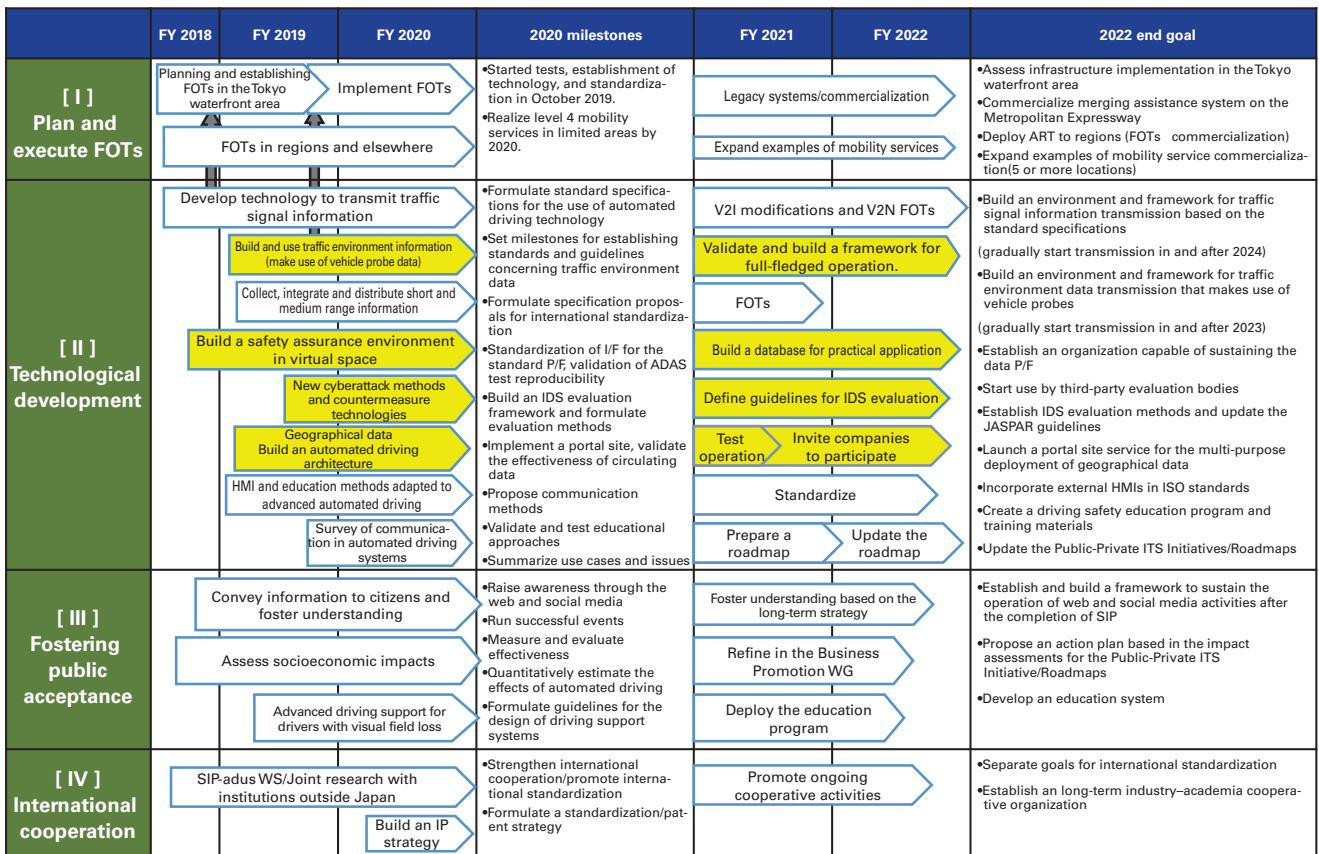 FY 2018
FY 2019
FY 2020
2020 milestones
FY 2021
FY 2022
2022 end goal
[ I ]
Plan and
execute FOTs
Planning and establishing
FOTs in the Tokyo
waterfront area
Implement FOTs
FOTs in regions and elsewhere
•Started tests, establishment of
technology, and standardiza-
tion in October 2019.
•Realize level 4 mobility
services in limited areas by
2020.
Legacy systems/commercialization
Expand examples of mobility services
•Assess infrastructure implementation in the Tokyo
waterfront area
•Commercialize merging assistance system on the
Metropolitan Expressway
•Deploy ART to regions (FOTs commercialization)
•Expand examples of mobility service commercializa-
tion(5 or more locations)
[ II ]
Technological
development
Develop technology to transmit traffic
signal information
Build and use traffic environment information
(make use of vehicle probe data)
Collect, integrate and distribute short and
medium range information
Build a safety assurance environment
in virtual space
New cyberattack methods
and countermeasure
technologies
Geographical data
Build an automated driving
architecture
HMI and education methods adapted to
advanced automated driving
Survey of communica-
tion in automated driving
systems
•Formulate standard specifica-
tions for the use of automated
driving technology
•Set milestones for establishing
standards and guidelines
concerning traffic environment
data
•Formulate specification propos-
als for international standardiza-
tion
•Standardization of I/F for the
standard P/F, validation of ADAS
test reproducibility
•Build an IDS evaluation
framework and formulate
evaluation methods
•Implement a portal site, validate
the effectiveness of circulating
data
•Propose communication
methods
•Validate and test educational
approaches
•Summarize use cases and issues
V2I modifications and V2N FOTs
Validate and build a framework for
full-fledged operation.
FOTs
Build a database for practical application
Define guidelines for IDS evaluation
Test
operation
Invite companies
to participate
Standardize
Prepare a
roadmap
Update the
roadmap
•Build an environment and framework for traffic
signal information transmission based on the
standard specifications
(gradually start transmission in and after 2024)
•Build an environment and framework for traffic
environment data transmission that makes use of
vehicle probes
(gradually start transmission in and after 2023)
•Establish an organization capable of sustaining the
data P/F
•Start use by third-party evaluation bodies
•Establish IDS evaluation methods and update the
JASPAR guidelines
•Launch a portal site service for the multi-purpose
deployment of geographical data
•Incorporate external HMIs in ISO standards
•Create a driving safety education program and
training materials
•Update the Public-Private ITS Initiatives/Roadmaps
[ III ]
Fostering
public
acceptance
Convey information to citizens and
foster understanding
Assess socioeconomic impacts
Advanced driving support for
drivers with visual field loss
•Raise awareness through the
web and social media
•Run successful events
•Measure and evaluate
effectiveness
•Quantitatively estimate the
effects of automated driving
•Formulate guidelines for the
design of driving support
systems
Foster understanding based on the
long-term strategy
Refine in the Business
Promotion WG
Deploy the education
program
•Establish and build a framework to sustain the
operation of web and social media activities after
the completion of SIP
•Propose an action plan based in the impact
assessments for the Public-Private ITS
Initiative/Roadmaps
•Develop an education system
[ IV ]
International
cooperation
SIP-adus WS/Joint research with
institutions outside Japan
Build an IP
strategy
•Strengthen international
cooperation/promote interna-
tional standardization
•Formulate a standardization/pat-
ent strategy
Promote ongoing
cooperative activities
•Separate goals for international standardization
•Establish an long-term industry–academia coopera-
tive organization